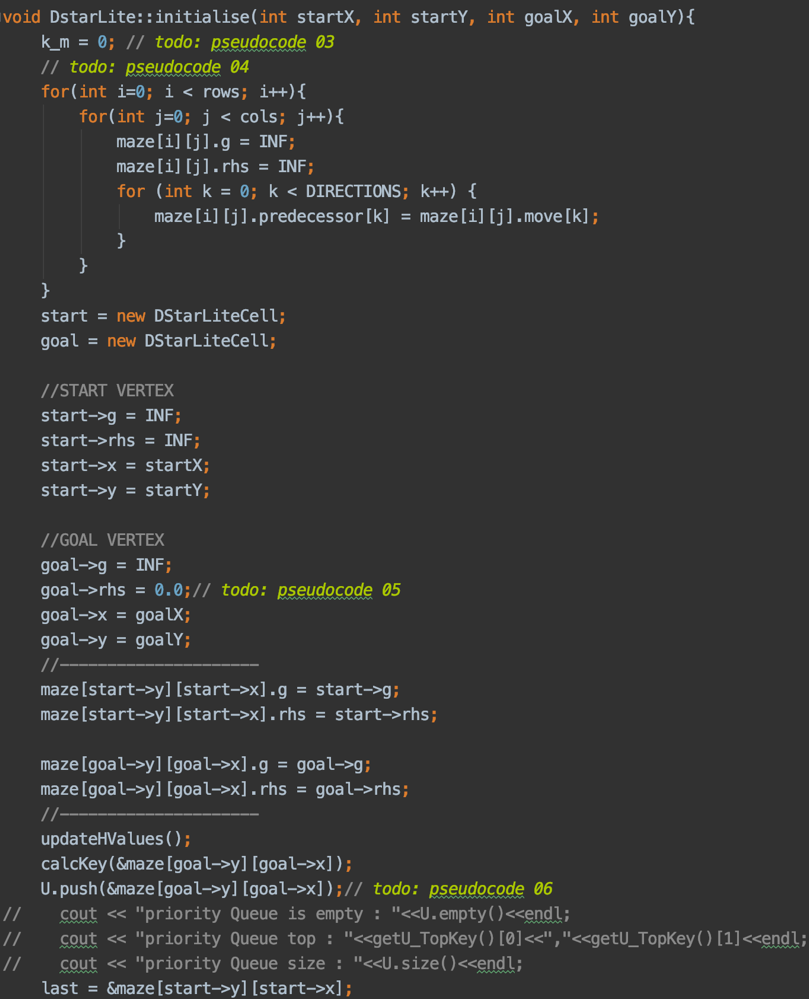 void DstarLite::initialise(int startX, int startY, int goalX, int goalY){
    k_m = 0; // todo: pseudocode 03
    // todo: pseudocode 04
    for(int i=0; i < rows; i++){
        for(int j=0; j < cols; j++){
            maze[i][j].g = INF;
            maze[i][j].rhs = INF;
            for (int k = 0; k < DIRECTIONS; k++) {
                maze[i][j].predecessor[k] = maze[i][j].move[k];
            }
        }
    }
    start = new DStarLiteCell;
    goal = new DStarLiteCell;

    //START VERTEX
    start->g = INF;
    start->rhs = INF;
    start->x = startX;
    start->y = startY;

    //GOAL VERTEX
    goal->g = INF;
    goal->rhs = 0.0;// todo: pseudocode 05
    goal->x = goalX;
    goal->y = goalY;
    //---------------------
    maze[start->y][start->x].g = start->g;
    maze[start->y][start->x].rhs = start->rhs;

    maze[goal->y][goal->x].g = goal->g;
    maze[goal->y][goal->x].rhs = goal->rhs;
    //---------------------
    updateHValues();
    calcKey(&maze[goal->y][goal->x]);
    U.push(&maze[goal->y][goal->x]);// todo: pseudocode 06
//    cout << "priority Queue is empty : "<<U.empty()<<endl;
//    cout << "priority Queue top : "<<getU_TopKey()[0]<<","<<getU_TopKey()[1]<<endl;
//    cout << "priority Queue size : "<<U.size()<<endl;
    last = &maze[start->y][start->x];